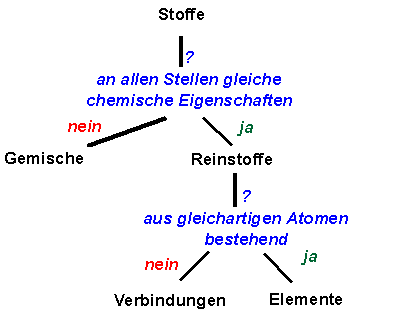 Stoffe
?
an allen Stellen gleiche
chemische Eigenschaften
nein
ja
Gemische
Reinstoffe
?
aus gleichartigen Atomen
bestehend
nein
ja
Verbindungen
Elemente